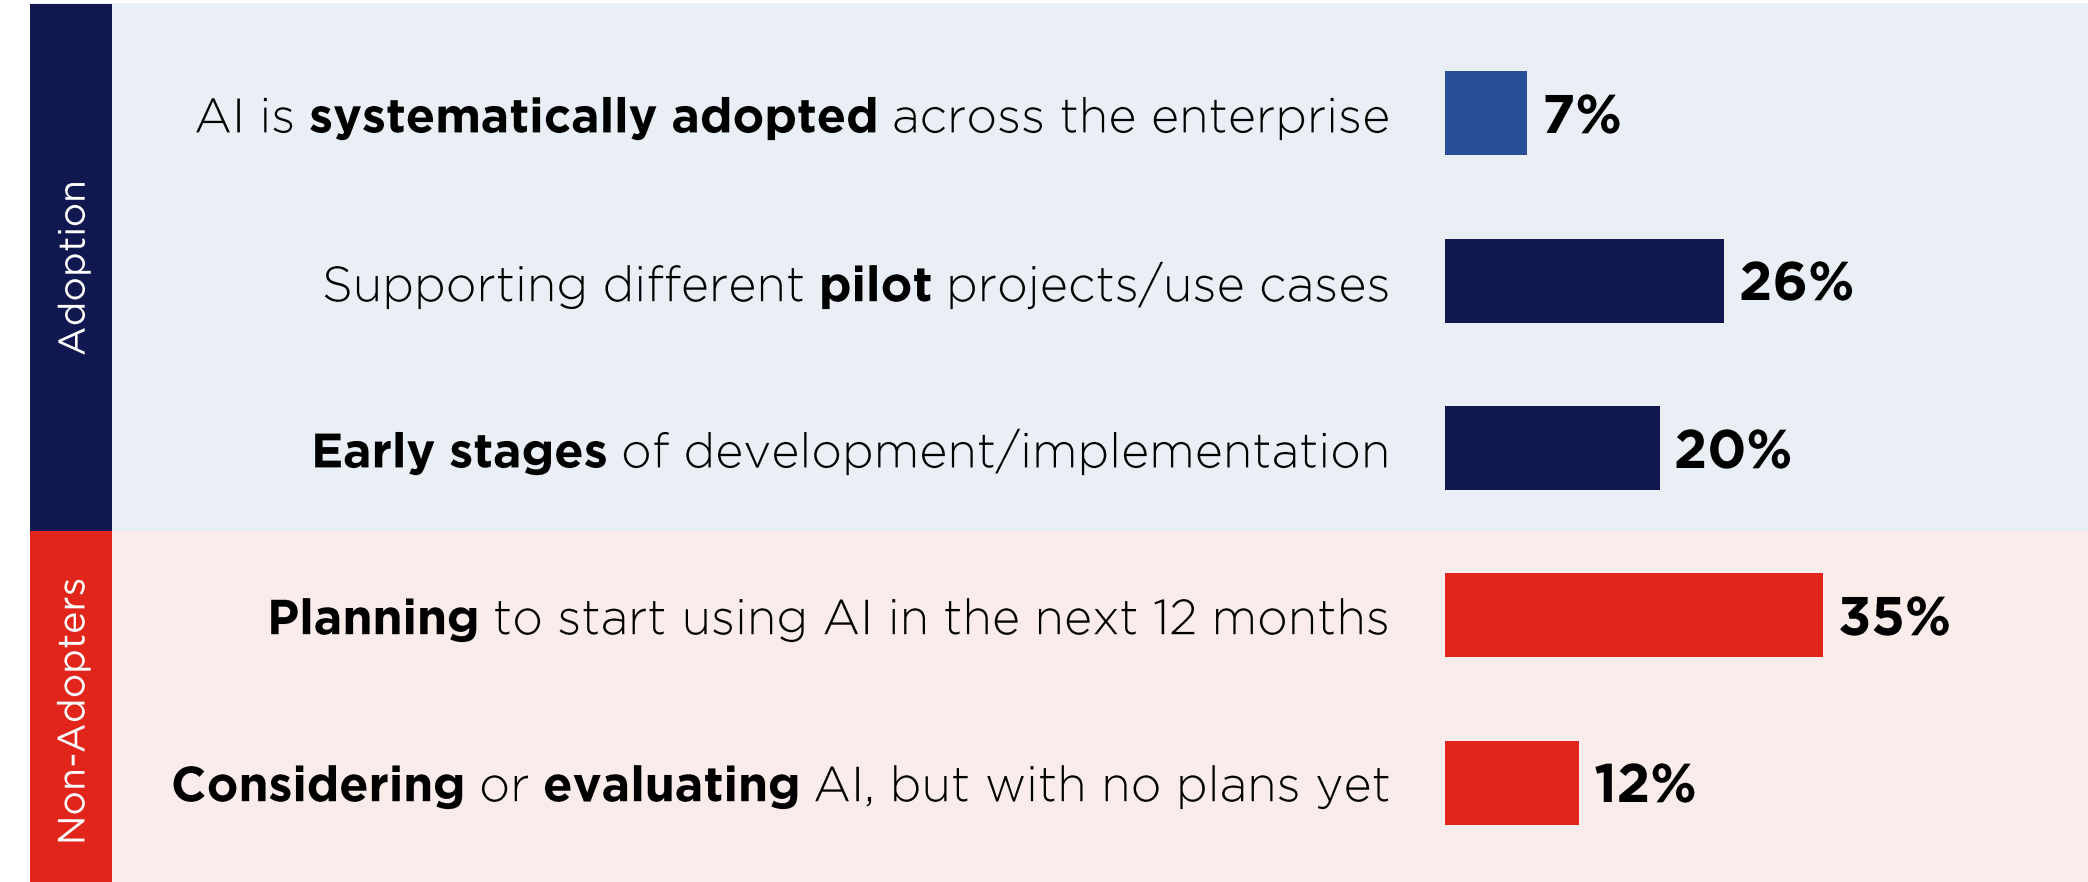 Adoption
AI is systematically adopted across the enterprise 7%
Supporting different pilot projects/use cases 26%
Early stages of development/implementation 20%
Non-Adopters
Planning to start using AI in the next 12 months 35%
Considering or evaluating AI, but with no plans yet 12%